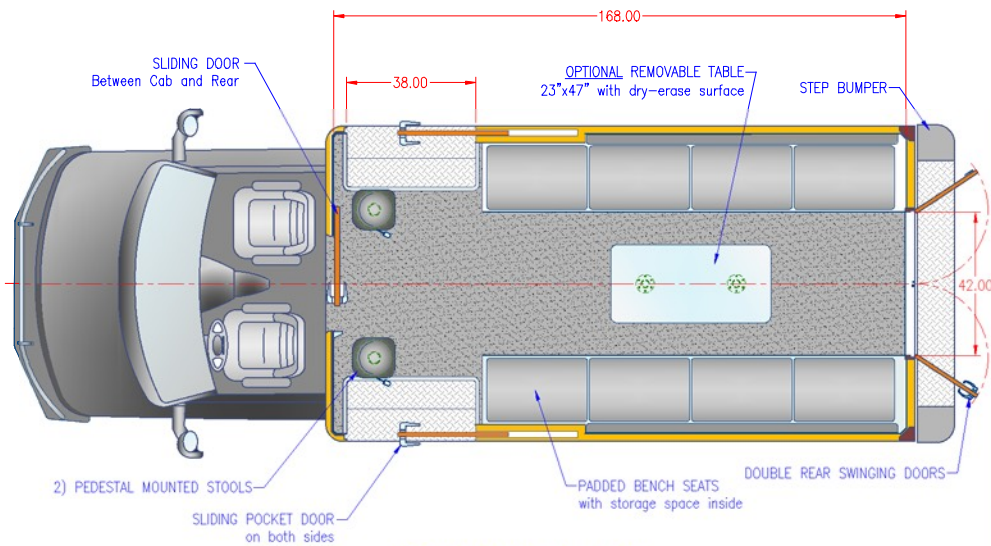 168.00
SLIDING DOOR
Between Cab and Rear
38.00
OPTIONAL REMOVABLE TABLE
23"x47" with dry-erase surface
STEP BUMPER
42.00
2) PEDESTAL MOUNTED STOOLS
SLIDING POCKET DOOR
on both sides
PADDED BENCH SEATS
with storage space inside
DOUBLE REAR SWINGING DOORS